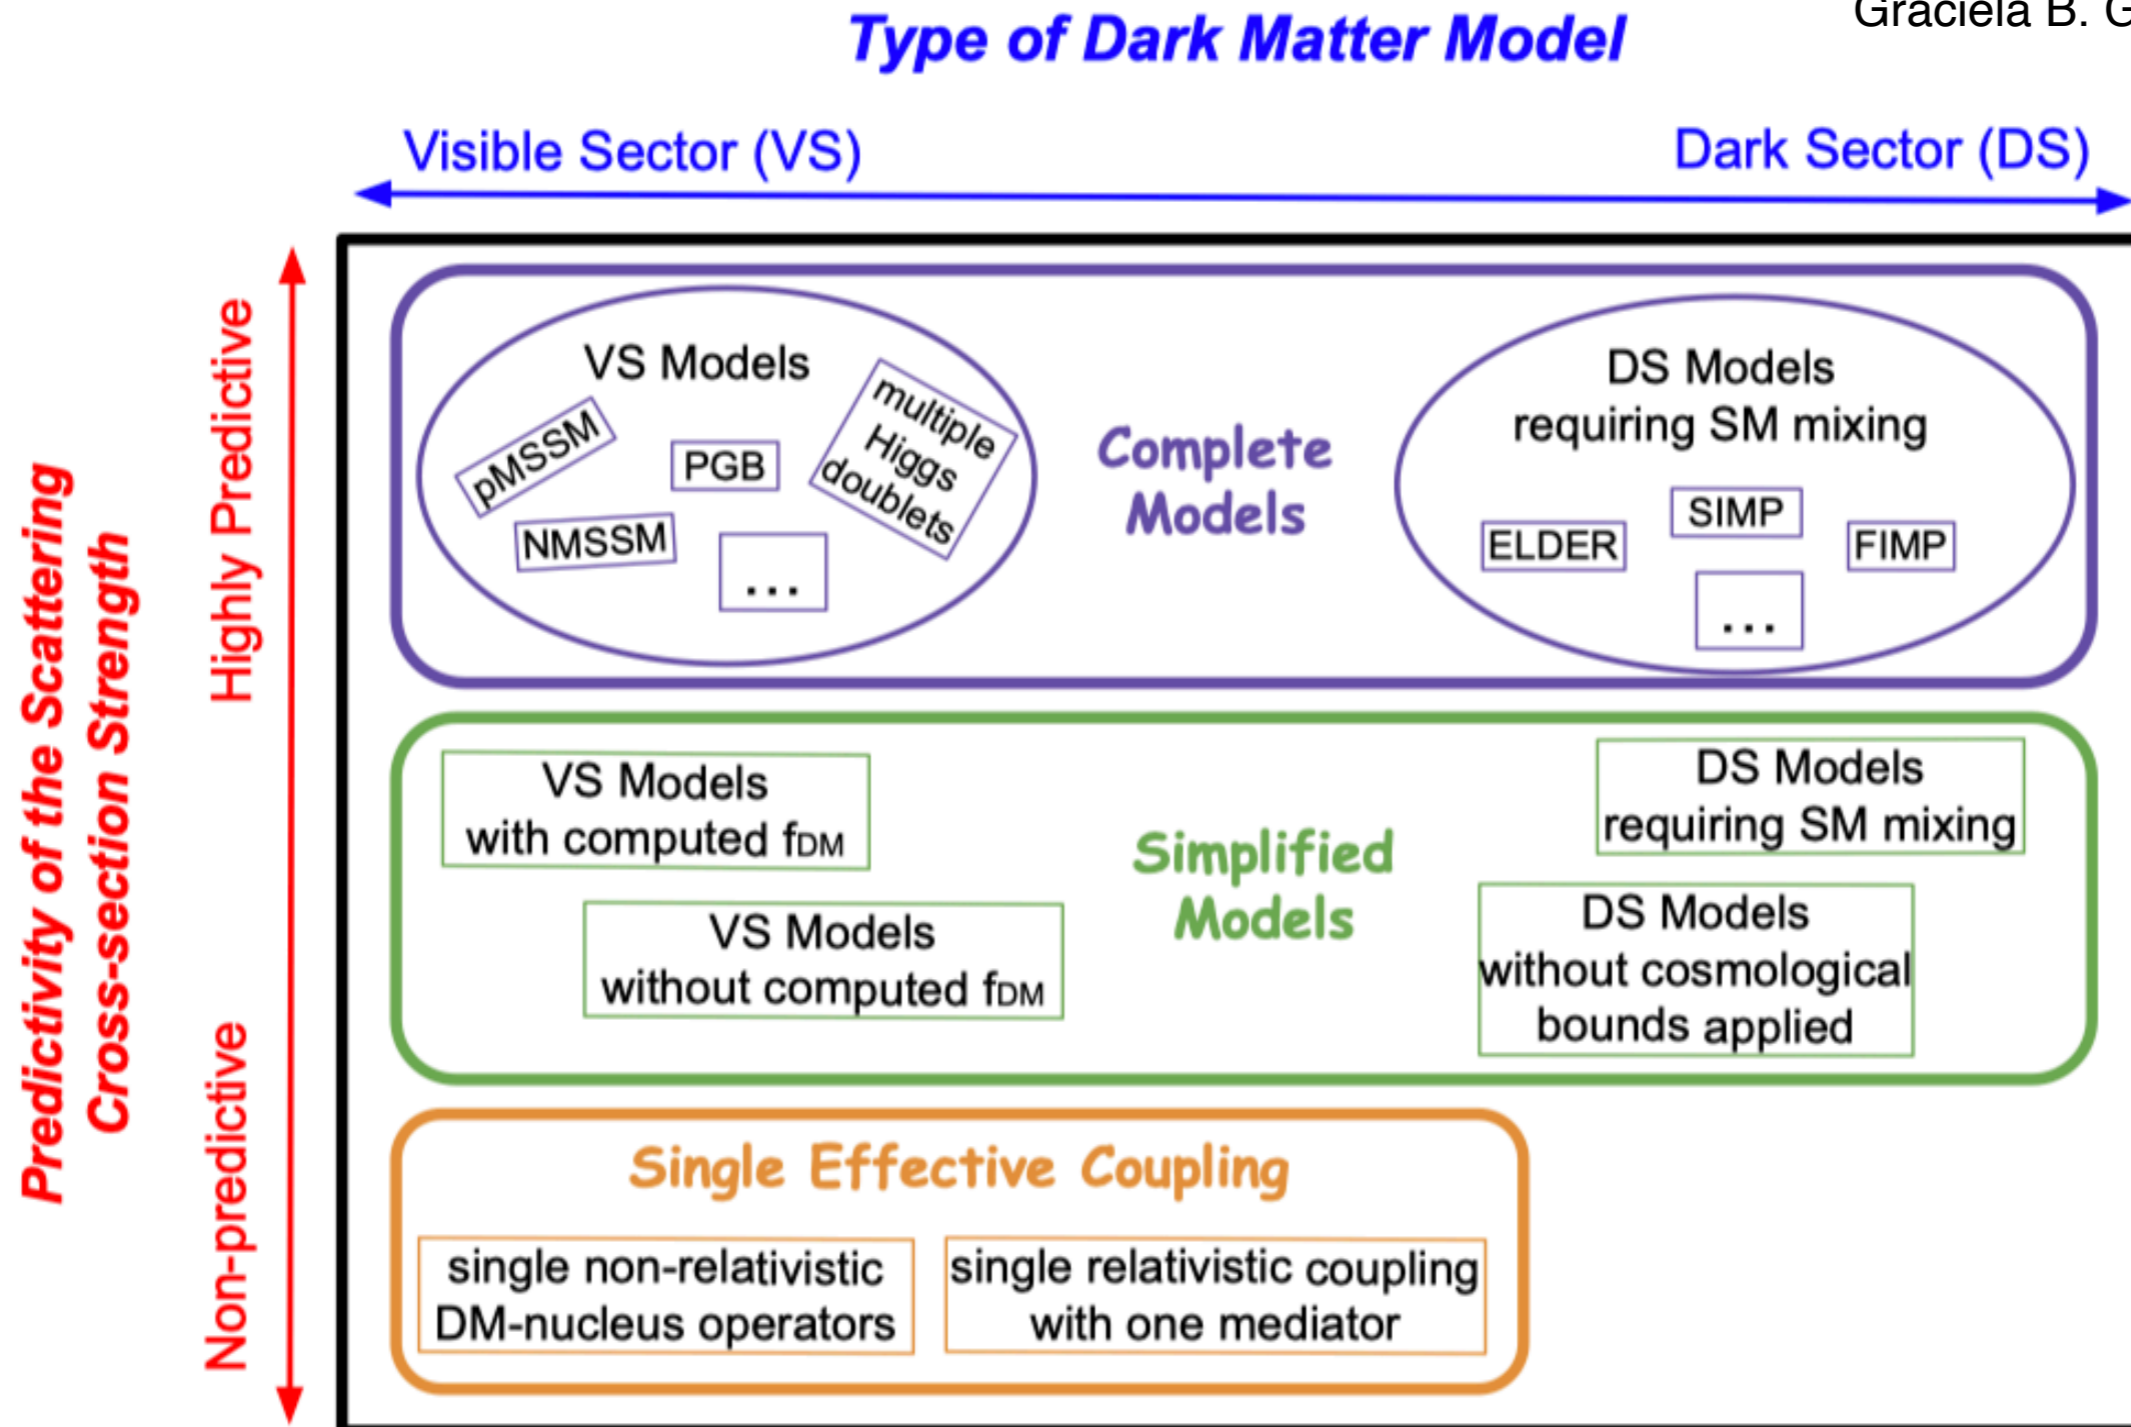 Graciela B. G
Type of Dark Matter Model
Visible Sector (VS)
Dark Sector (DS)
Predictivity of the Scattering
Cross-section Strength
Highly Predictive
Non-predictive
VS Models
pMSSM
PGB
multiple
Higgs
doublets
NMSSM
...
Complete
Models
DS Models
requiring SM mixing
SIMP
ELDER
FIMP
...
VS Models
with computed fDM
VS Models
without computed fDM
Simplified
Models
DS Models
requiring SM mixing
DS Models
without cosmological
bounds applied
Single Effective Coupling
single non-relativistic
DM-nucleus operators
single relativistic coupling
with one mediator